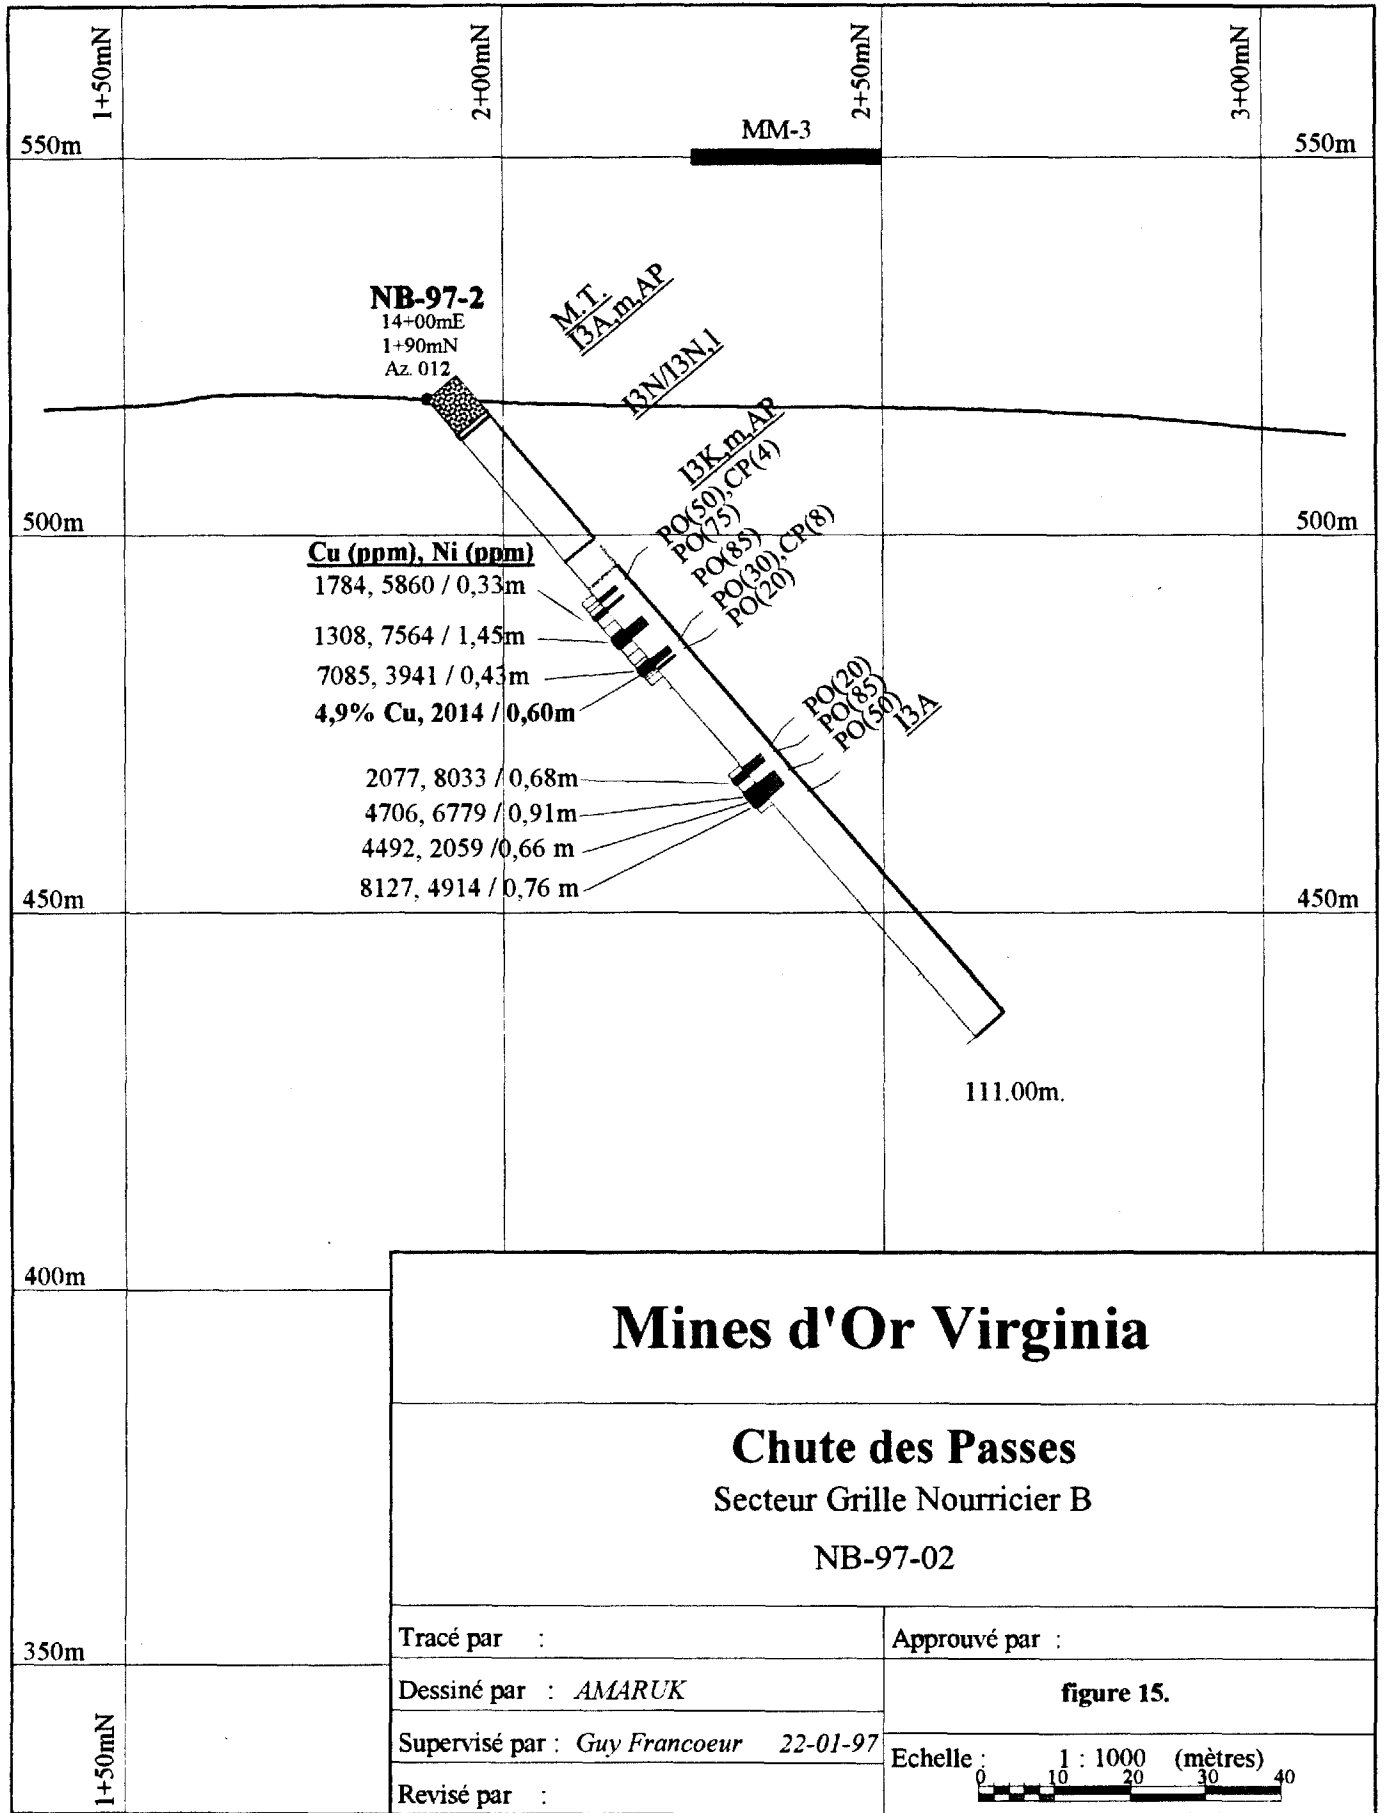 1+50mN
2+00mN
2+50mN
3+00mN
550m
MM-3
550m
NB-97-2
14+00mE
1+90mN
Az. 012
M.T.
I3A,m,AP
I3N/I3N,1
I3K,m,AP
PO(50),CP(4)
PO(75)
PO(85)
PO(30),CP(8)
PO(20)
500m
500m
Cu (ppm), Ni (ppm)
1784, 5860 / 0,33m
1308, 7564 / 1,45m
7085, 3941 / 0,43m
4,9% Cu, 2014 / 0,60m
PO(20)
PO(85)
PO(50)
I3A
2077, 8033 / 0,68m
4706, 6779 / 0,91m
4492, 2059 /0,66 m
8127, 4914 / 0,76 m
450m
450m
111.00m.
400m
350m
1+50mN
Mines d'Or Virginia
Chute des Passes
Secteur Grille Nourricier B
NB-97-02
Tracé par :
Approuvé par :
Dessiné par : AMARUK
figure 15.
Supervisé par : Guy Francoeur 22-01-97
Echelle : 1 : 1000 (mètres)
0 10 20 30 40
Revisé par :